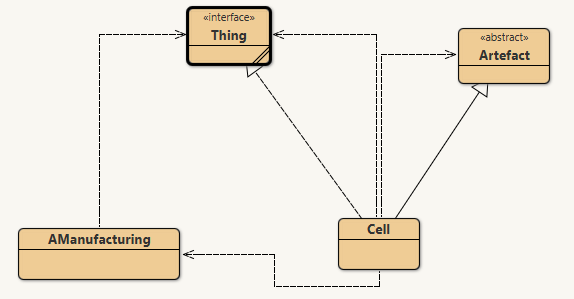 «interface»
Thing
«abstract»
Artefact
AManufacturing
Cell